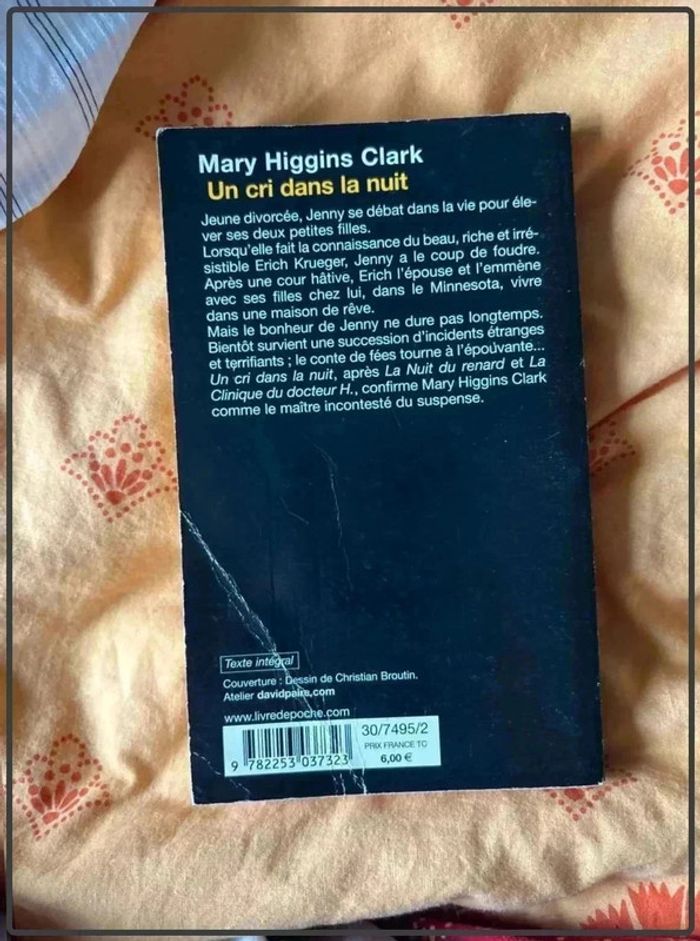 Mary Higgins Clark
Un cri dans la nuit
Jeune divorcée, Jenny se débat dans la vie pour éle-
ver ses deux petites filles.
Lorsqu'elle fait la connaissance du beau, riche et irré-
sistible Erich Krueger, Jenny a le coup de foudre.
Après une cour hâtive, Erich l'épouse et l'emmène
avec ses filles chez lui, dans le Minnesota, vivre
dans une maison de rêve.
Mais le bonheur de Jenny ne dure pas longtemps.
Bientôt survient une succession d'incidents étranges
et terrifiants ; le conte de fées tourne à l'épouvante...
Un cri dans la nuit, après La Nuit du renard et La
Clinique du docteur H., confirme Mary Higgins Clark
comme le maître incontesté du suspense.
Texte intégral
Couverture : Dessin de Christian Broutin.
Atelier davidpaire.com
www.livredepoche.com
30/7495/2
PRIX FRANCE TC
6,00 €
9 782253 037323